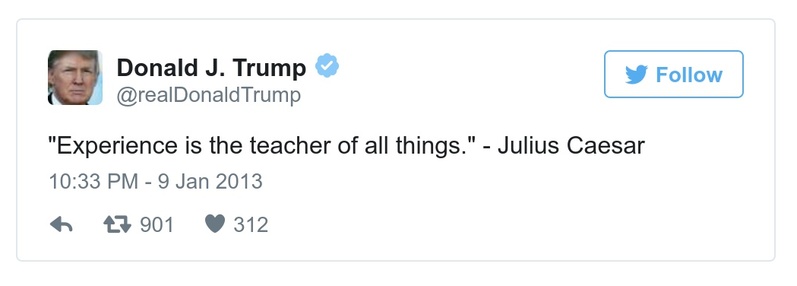 Donald J. Trump
@realDonaldTrump
Follow
"Experience is the teacher of all things." - Julius Caesar
10:33 PM - 9 Jan 2013
901 312